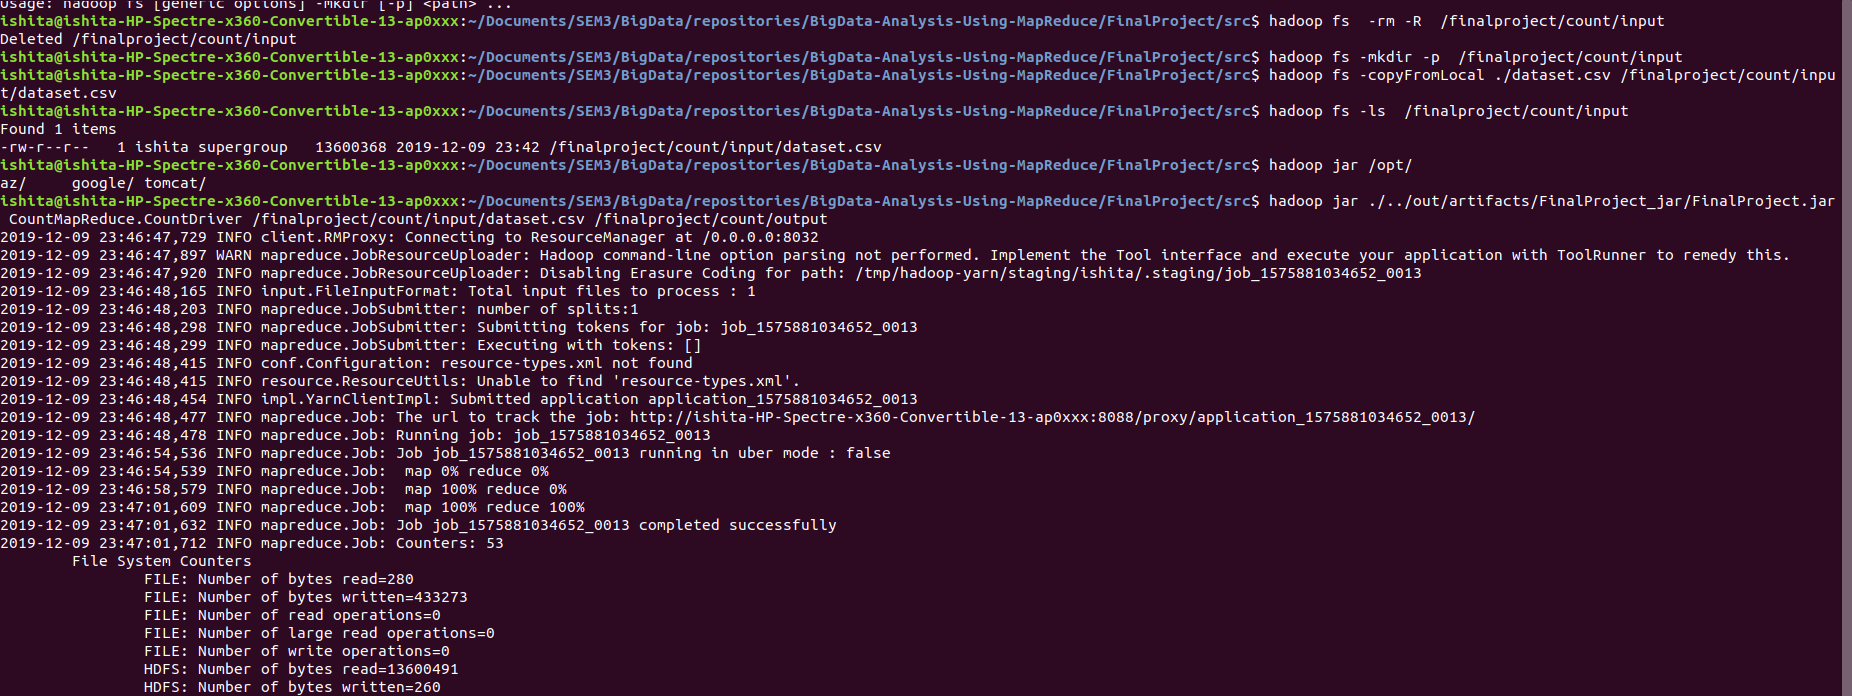 Usage: hadoop fs [generic options] -mkdir [-p] <path> ...
ishita@ishita-HP-Spectre-x360-Convertible-13-ap0xxx:~/Documents/SEM3/BigData/repositories/BigData-Analysis-Using-MapReduce/FinalProject/src$ hadoop fs  -rm -R  /finalproject/count/input
Deleted /finalproject/count/input
ishita@ishita-HP-Spectre-x360-Convertible-13-ap0xxx:~/Documents/SEM3/BigData/repositories/BigData-Analysis-Using-MapReduce/FinalProject/src$ hadoop fs -mkdir -p  /finalproject/count/input
ishita@ishita-HP-Spectre-x360-Convertible-13-ap0xxx:~/Documents/SEM3/BigData/repositories/BigData-Analysis-Using-MapReduce/FinalProject/src$ hadoop fs -copyFromLocal ./dataset.csv /finalproject/count/inpu
t/dataset.csv
ishita@ishita-HP-Spectre-x360-Convertible-13-ap0xxx:~/Documents/SEM3/BigData/repositories/BigData-Analysis-Using-MapReduce/FinalProject/src$ hadoop fs -ls  /finalproject/count/input
Found 1 items
-rw-r--r--   1 ishita supergroup   13600368 2019-12-09 23:42 /finalproject/count/input/dataset.csv
ishita@ishita-HP-Spectre-x360-Convertible-13-ap0xxx:~/Documents/SEM3/BigData/repositories/BigData-Analysis-Using-MapReduce/FinalProject/src$ hadoop jar /opt/
az/     google/ tomcat/
ishita@ishita-HP-Spectre-x360-Convertible-13-ap0xxx:~/Documents/SEM3/BigData/repositories/BigData-Analysis-Using-MapReduce/FinalProject/src$ hadoop jar ./../out/artifacts/FinalProject_jar/FinalProject.jar
 CountMapReduce.CountDriver /finalproject/count/input/dataset.csv /finalproject/count/output
2019-12-09 23:46:47,729 INFO client.RMProxy: Connecting to ResourceManager at /0.0.0.0:8032
2019-12-09 23:46:47,897 WARN mapreduce.JobResourceUploader: Hadoop command-line option parsing not performed. Implement the Tool interface and execute your application with ToolRunner to remedy this.
2019-12-09 23:46:47,920 INFO mapreduce.JobResourceUploader: Disabling Erasure Coding for path: /tmp/hadoop-yarn/staging/ishita/.staging/job_1575881034652_0013
2019-12-09 23:46:48,165 INFO input.FileInputFormat: Total input files to process : 1
2019-12-09 23:46:48,203 INFO mapreduce.JobSubmitter: number of splits:1
2019-12-09 23:46:48,298 INFO mapreduce.JobSubmitter: Submitting tokens for job: job_1575881034652_0013
2019-12-09 23:46:48,299 INFO mapreduce.JobSubmitter: Executing with tokens: []
2019-12-09 23:46:48,415 INFO conf.Configuration: resource-types.xml not found
2019-12-09 23:46:48,415 INFO resource.ResourceUtils: Unable to find 'resource-types.xml'.
2019-12-09 23:46:48,454 INFO impl.YarnClientImpl: Submitted application application_1575881034652_0013
2019-12-09 23:46:48,477 INFO mapreduce.Job: The url to track the job: http://ishita-HP-Spectre-x360-Convertible-13-ap0xxx:8088/proxy/application_1575881034652_0013/
2019-12-09 23:46:48,478 INFO mapreduce.Job: Running job: job_1575881034652_0013
2019-12-09 23:46:54,536 INFO mapreduce.Job: Job job_1575881034652_0013 running in uber mode : false
2019-12-09 23:46:54,539 INFO mapreduce.Job:  map 0% reduce 0%
2019-12-09 23:46:58,579 INFO mapreduce.Job:  map 100% reduce 0%
2019-12-09 23:47:01,609 INFO mapreduce.Job:  map 100% reduce 100%
2019-12-09 23:47:01,632 INFO mapreduce.Job: Job job_1575881034652_0013 completed successfully
2019-12-09 23:47:01,712 INFO mapreduce.Job: Counters: 53
        File System Counters
                FILE: Number of bytes read=280
                FILE: Number of bytes written=433273
                FILE: Number of read operations=0
                FILE: Number of large read operations=0
                FILE: Number of write operations=0
                HDFS: Number of bytes read=13600491
                HDFS: Number of bytes written=260